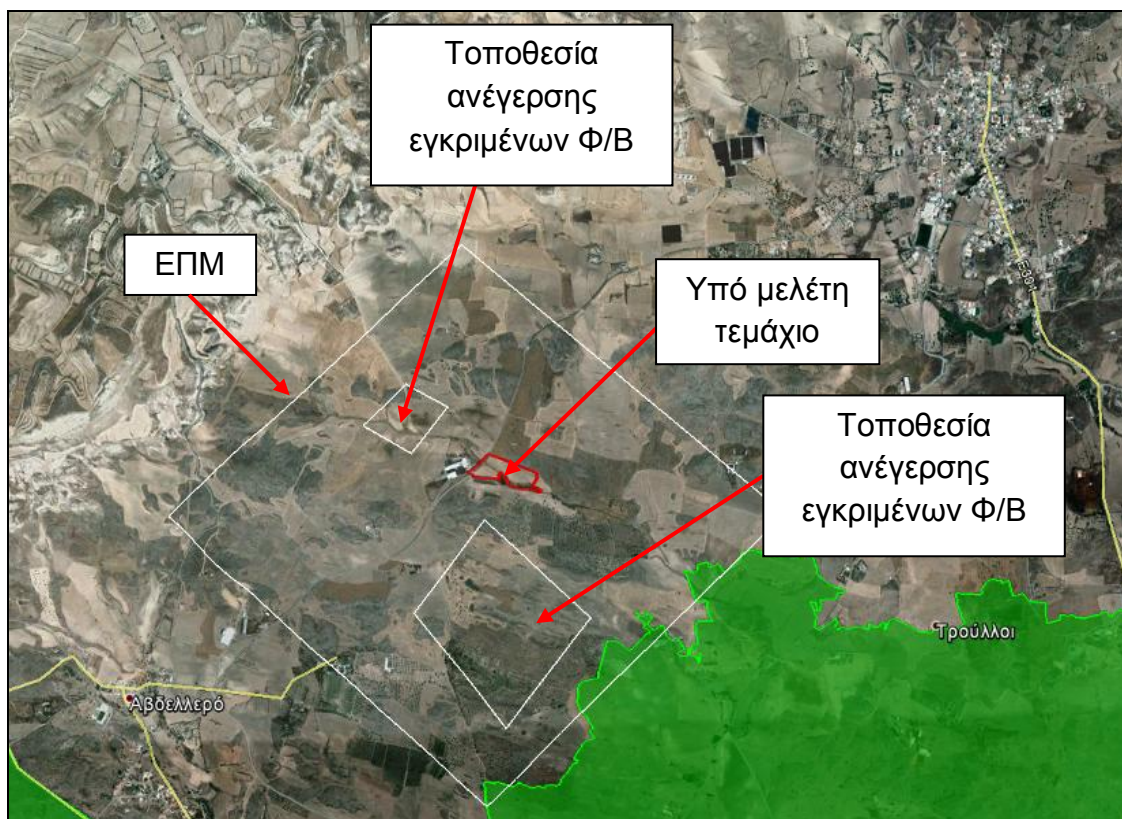 Τοποθεσία
ανέγερσης
εγκριμένων Φ/Β
ΕΠΜ
Υπό μελέτη
τεμάχιο
Τοποθεσία
ανέγερσης
εγκριμένων Φ/Β
Τρούλλοι
Αβδελλερό